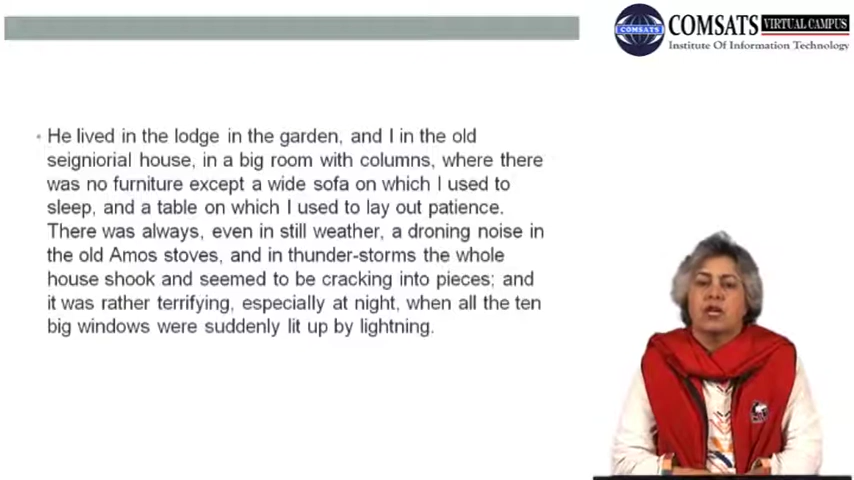 COMSATS VIRTUAL CAMPUS
Institute Of Information Technology
COMSATS
• He lived in the lodge in the garden, and I in the old
seigniorial house, in a big room with columns, where there
was no furniture except a wide sofa on which I used to
sleep, and a table on which I used to lay out patience.
There was always, even in still weather, a droning noise in
the old Amos stoves, and in thunder-storms the whole
house shook and seemed to be cracking into pieces; and
it was rather terrifying, especially at night, when all the ten
big windows were suddenly lit up by lightning.